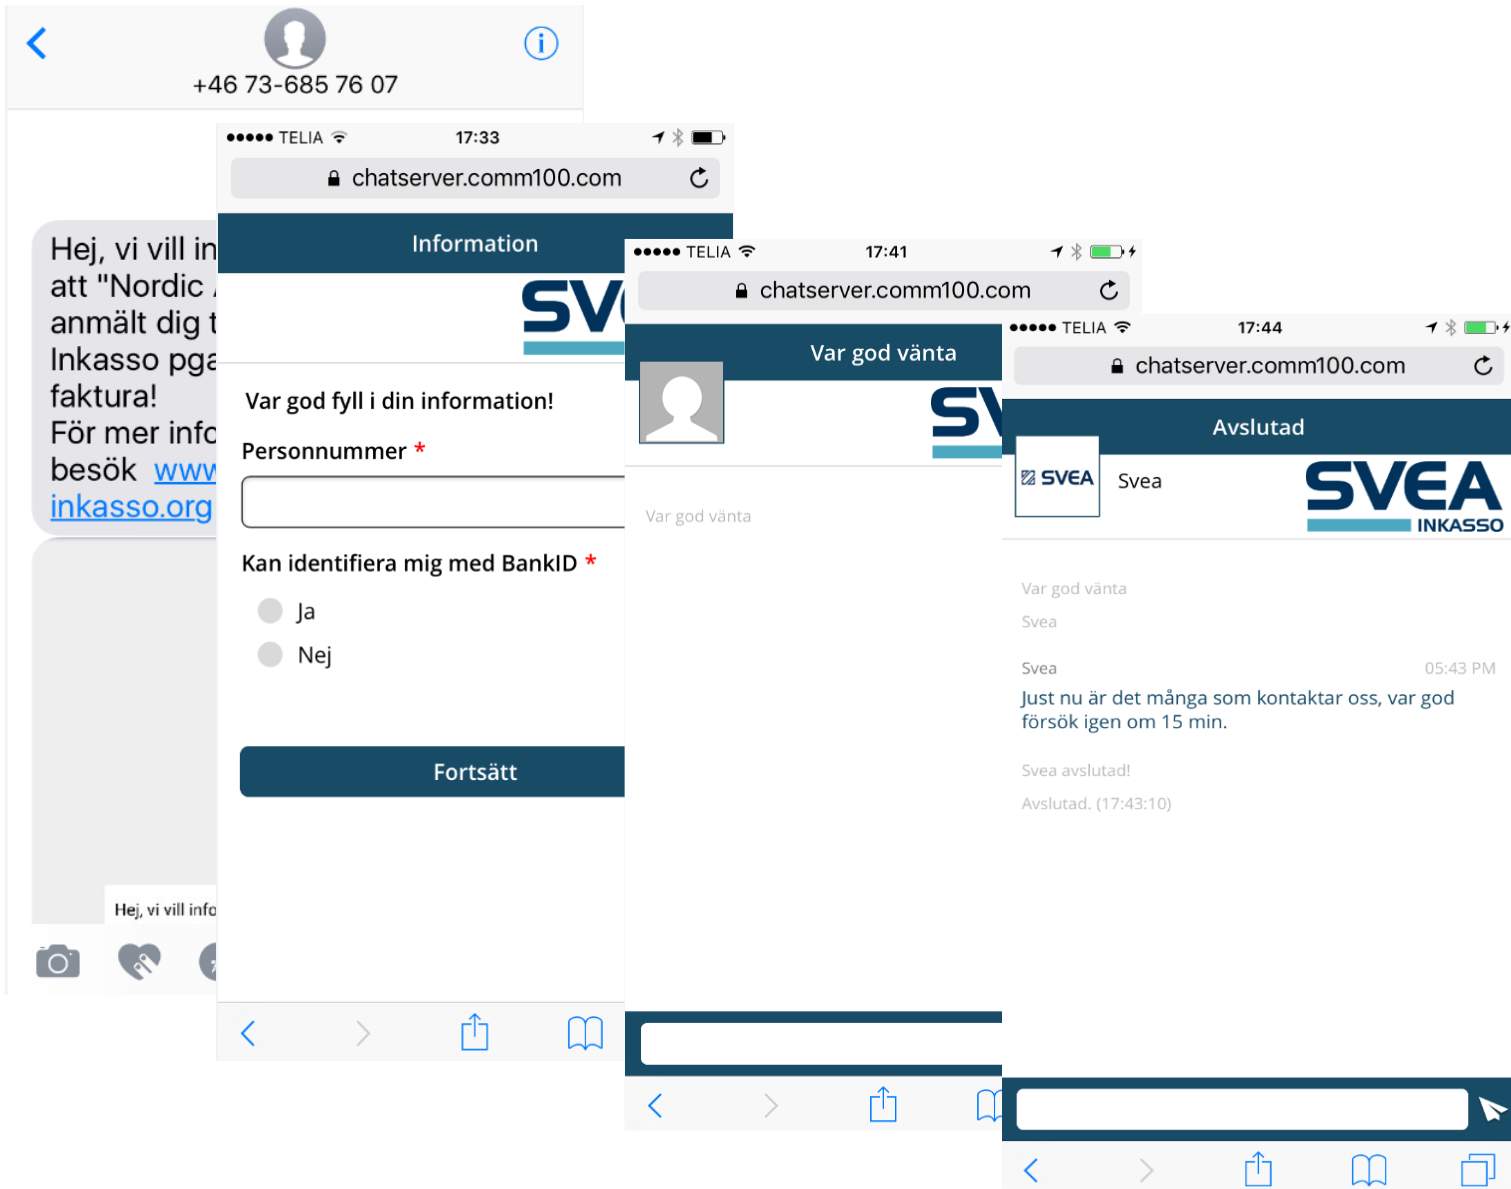 +46 73-685 76 07
Hej, vi vill in
att "Nordic
anmält dig t
Inkasso pga
faktura!
För mer info
besök www
inkasso.org
Hej, vi vill info
TELIA 17:33
chatserver.comm100.com
Information
SV
Var god fyll i din information!
Personnummer *
Kan identifiera mig med BankID *
Ja
Nej
Fortsätt
TELIA 17:41
chatserver.comm100.com
Var god vänta
SV
Var god vänta
TELIA 17:44
chatserver.comm100.com
Avslutad
SVEA Svea
SVEA
INKASSO
Var god vänta
Svea
Svea 05:43 PM
Just nu är det många som kontaktar oss, var god
försök igen om 15 min.
Svea avslutad!
Avslutad. (17:43:10)